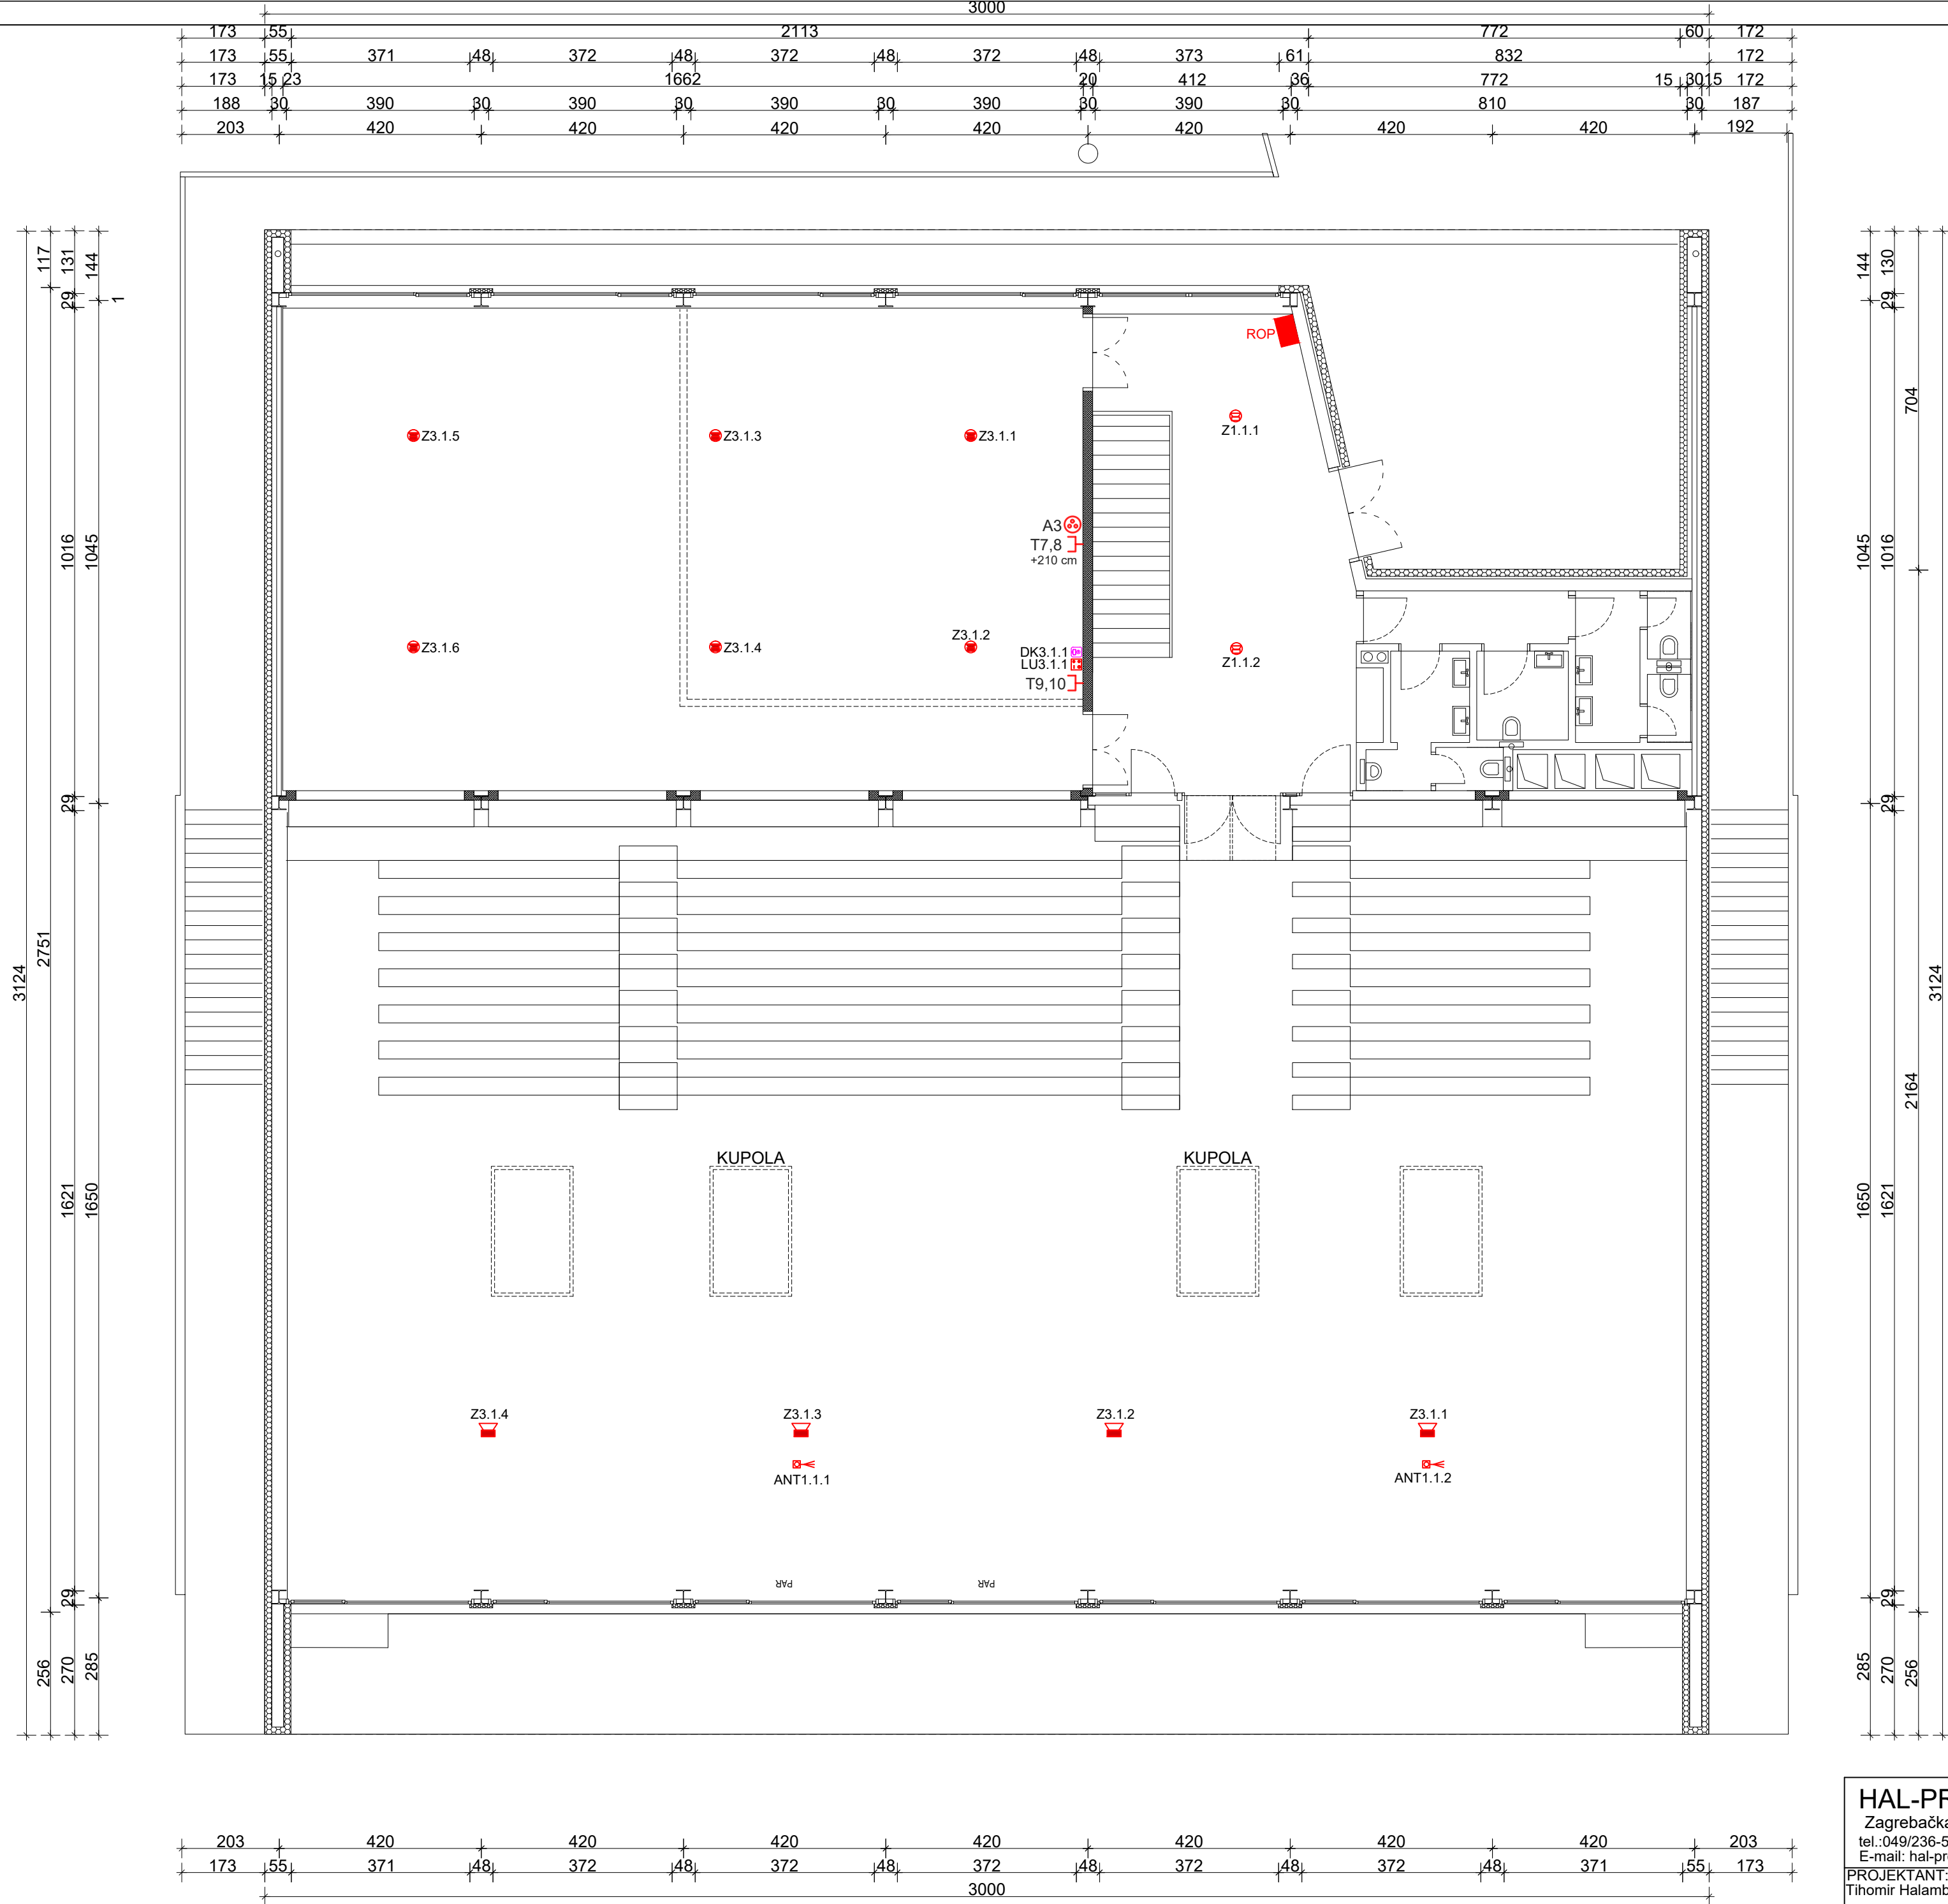 3000
173 55 2113 772 60 172
173 55 371 48 372 48 372 48 372 48 373 61 832 172
173 15 23 1662 20 412 36 772 15 30 15 172
188 30 390 30 390 30 390 30 390 30 390 30 810 30 187
203 420 420 420 420 420 420 420 192
3124
117 2751 256
131 29 1016 29 1621 29 270
144 1045 1650 285
1
ROP
Z1.1.1
Z3.1.5
Z3.1.3
Z3.1.1
A3
T7,8
+210 cm
Z3.1.6
Z3.1.4
Z3.1.2
DK3.1.1
LU3.1.1
T9,10
Z1.1.2
KUPOLA
KUPOLA
Z3.1.4
Z3.1.3
Z3.1.2
Z3.1.1
ANT1.1.1
ANT1.1.2
PAR
PAR
144 1045 1650 285
130 29 1016 29 1621 29 270
704 2164 256
3124
203 420 420 420 420 420 420 420 203
173 55 371 48 372 48 372 48 372 48 372 48 372 48 371 55 173
3000
HAL-PR
Zagrebačka
tel.:049/236-5
E-mail: hal-pr
PROJEKTANT:
Tihomir Halamb